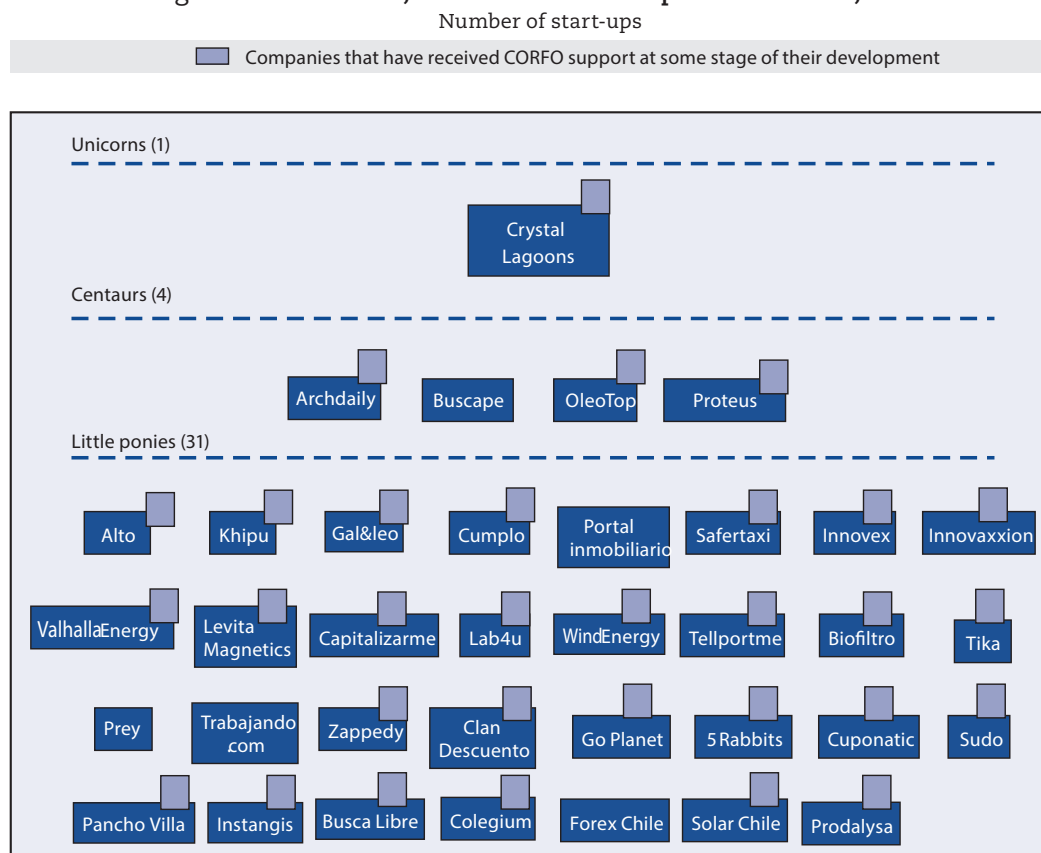 Number of start-ups
Companies that have received CORFO support at some stage of their development
Unicorns (1)
Crystal
Lagoons
Centaurs (4)
Archdaily
Buscape
OleoTop
Proteus
Little ponies (31)
Alto
Khipu
Gal&leo
Cumplo
Portal
inmobiliario
Safertaxi
Innovex
Innovaxxion
ValhallaEnergy
Levita
Magnetics
Capitalizarme
Lab4u
WindEnergy
Tellportme
Biofiltro
Tika
Prey
Trabajando
.com
Zappedy
Clan
Descuento
Go Planet
5 Rabbits
Cuponatic
Sudo
Pancho Villa
Instangis
Busca Libre
Colegium
Forex Chile
Solar Chile
Prodalysa